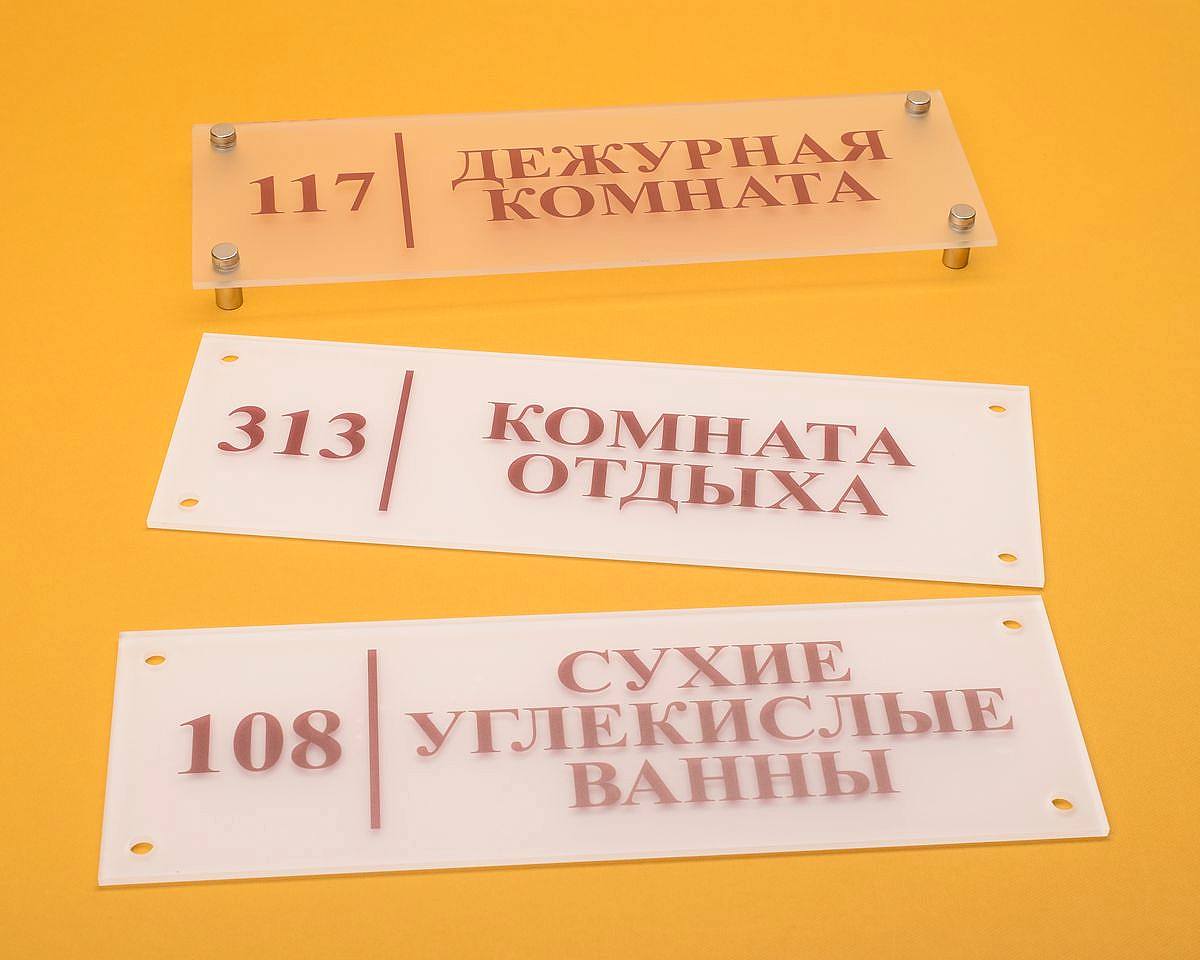 117 ДЕЖУРНАЯ
КОМНАТА
313 КОМНАТА
ОТДЫХА
108 СУХИЕ
УГЛЕКИСЛЫЕ
ВАННЫ